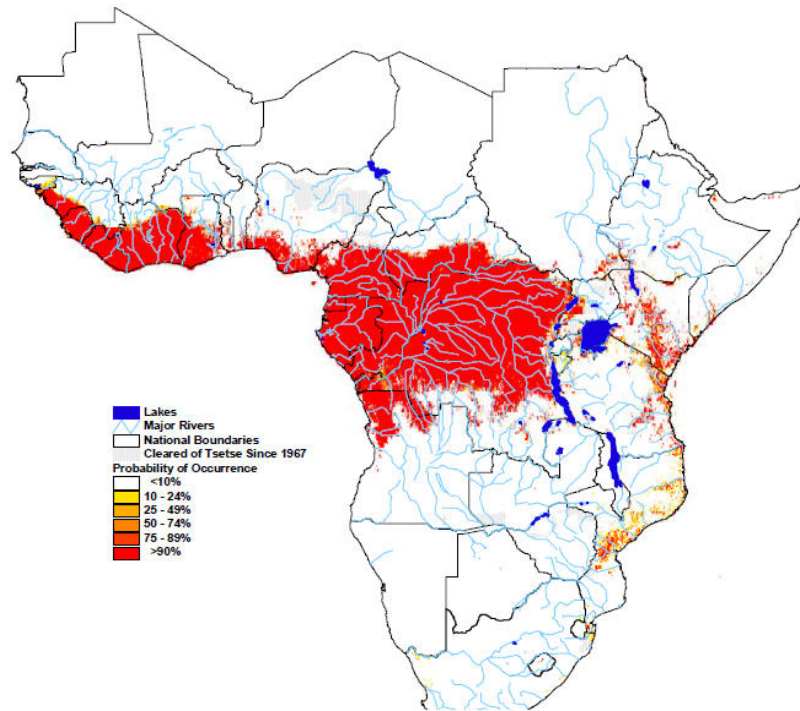 Lakes
Major Rivers
National Boundaries
Cleared of Tsetse Since 1967
Probability of Occurrence
<10%
10 - 24%
25 - 49%
50 - 74%
75 - 89%
>90%